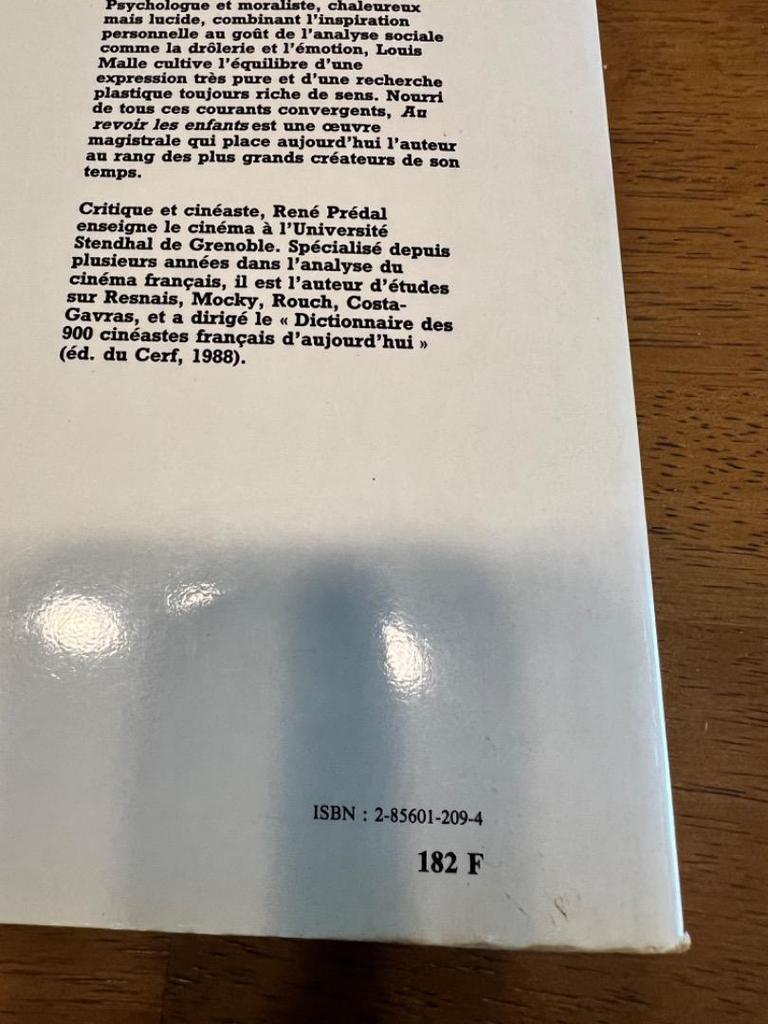 Psychologue et moraliste, chaleureux
mais lucide, combinant l'inspiration
personnelle au goût de l'analyse sociale
comme la drôlerie et l'émotion, Louis
Malle cultive l'équilibre d'une
expression très pure et d'une recherche
plastique toujours riche de sens. Nourri
de tous ces courants convergents, Au
revoir les enfants est une œuvre
magistrale qui place aujourd'hui l'auteur
au rang des plus grands créateurs de son
temps.
Critique et cinéaste, René Prédal
enseigne le cinéma à l'Université
Stendhal de Grenoble. Spécialisé depuis
plusieurs années dans l'analyse du
cinéma français, il est l'auteur d'études
sur Resnais, Mocky, Rouch, Costa-
Gavras, et a dirigé le « Dictionnaire des
900 cinéastes français d'aujourd'hui »
(éd. du Cerf, 1988).
ISBN : 2-85601-209-4
182 F